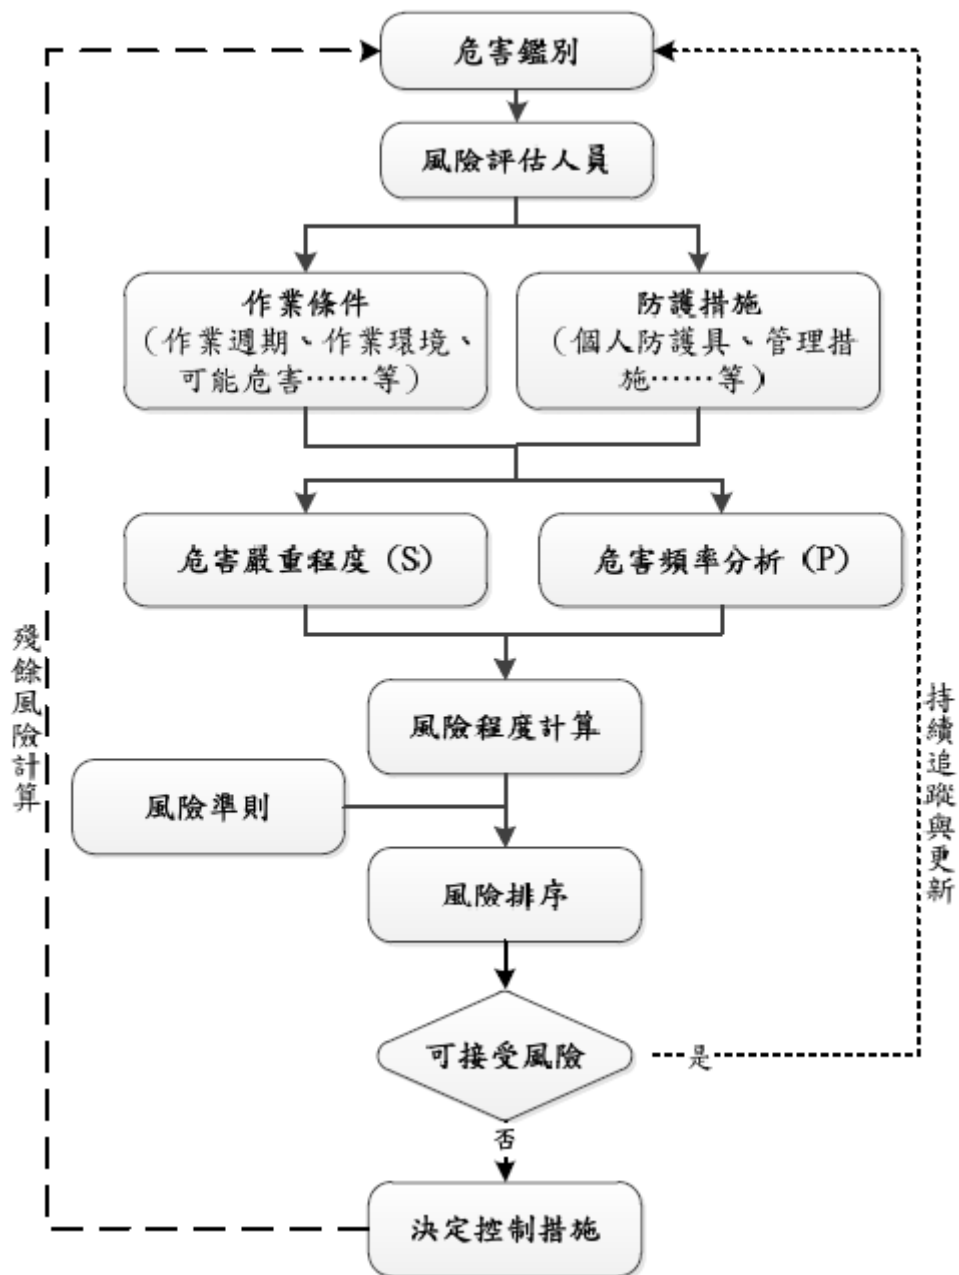 危害鑑別
風險評估人員
作業條件
（作業週期、作業環境、
可能危害……等）
防護措施
（個人防護具、管理措
施……等）
危害嚴重程度（S）
危害頻率分析（P）
風險程度計算
風險準則
風險排序
可接受風險
是
否
決定控制措施
殘餘風險計算
持續追蹤與更新